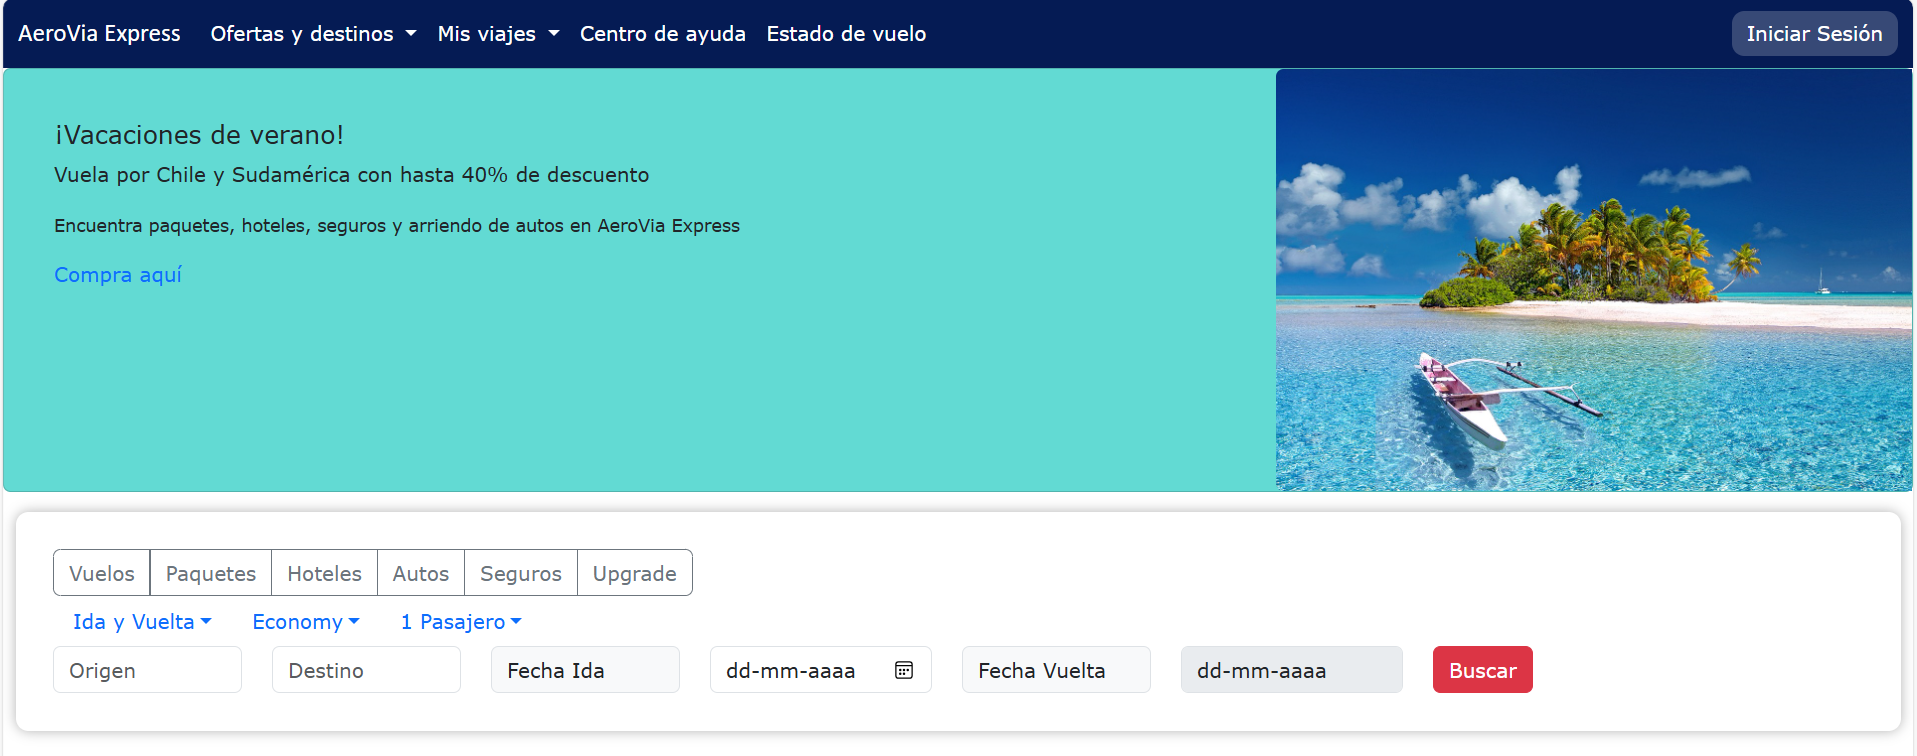 AeroVia Express Ofertas y destinos Mis viajes Centro de ayuda Estado de vuelo Iniciar Sesión
¡Vacaciones de verano!
Vuela por Chile y Sudamérica con hasta 40% de descuento
Encuentra paquetes, hoteles, seguros y arriendo de autos en AeroVia Express
Compra aquí
Vuelos Paquetes Hoteles Autos Seguros Upgrade
Ida y Vuelta Economy 1 Pasajero
Origen Destino Fecha Ida dd-mm-aaaa Fecha Vuelta dd-mm-aaaa Buscar